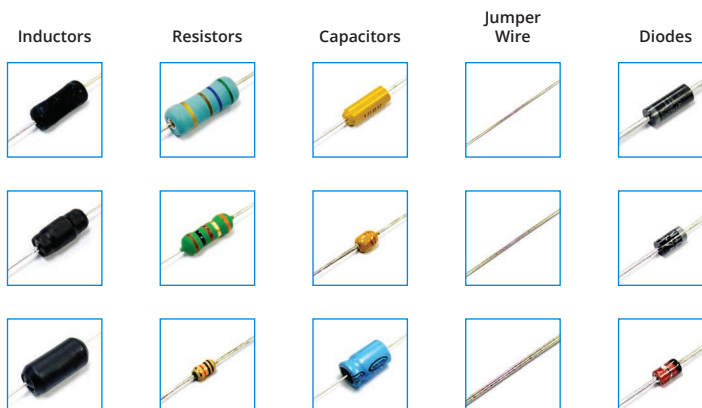 Inductors
Resistors
Capacitors
Jumper
Wire
Diodes